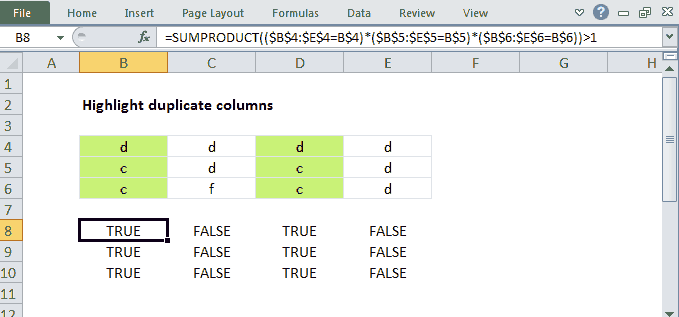 File Home Insert Page Layout Formulas Data Review View
B8 fx =SUMPRODUCT(($B$4:$E$4=B$4)*($B$5:$E$5=B$5)*($B$6:$E$6=B$6))>1
A B C D E F G H
1
2 Highlight duplicate columns
3
4 d d d d
5 c d c d
6 c f c d
7
8 TRUE FALSE TRUE FALSE
9 TRUE FALSE TRUE FALSE
10 TRUE FALSE TRUE FALSE
11
12